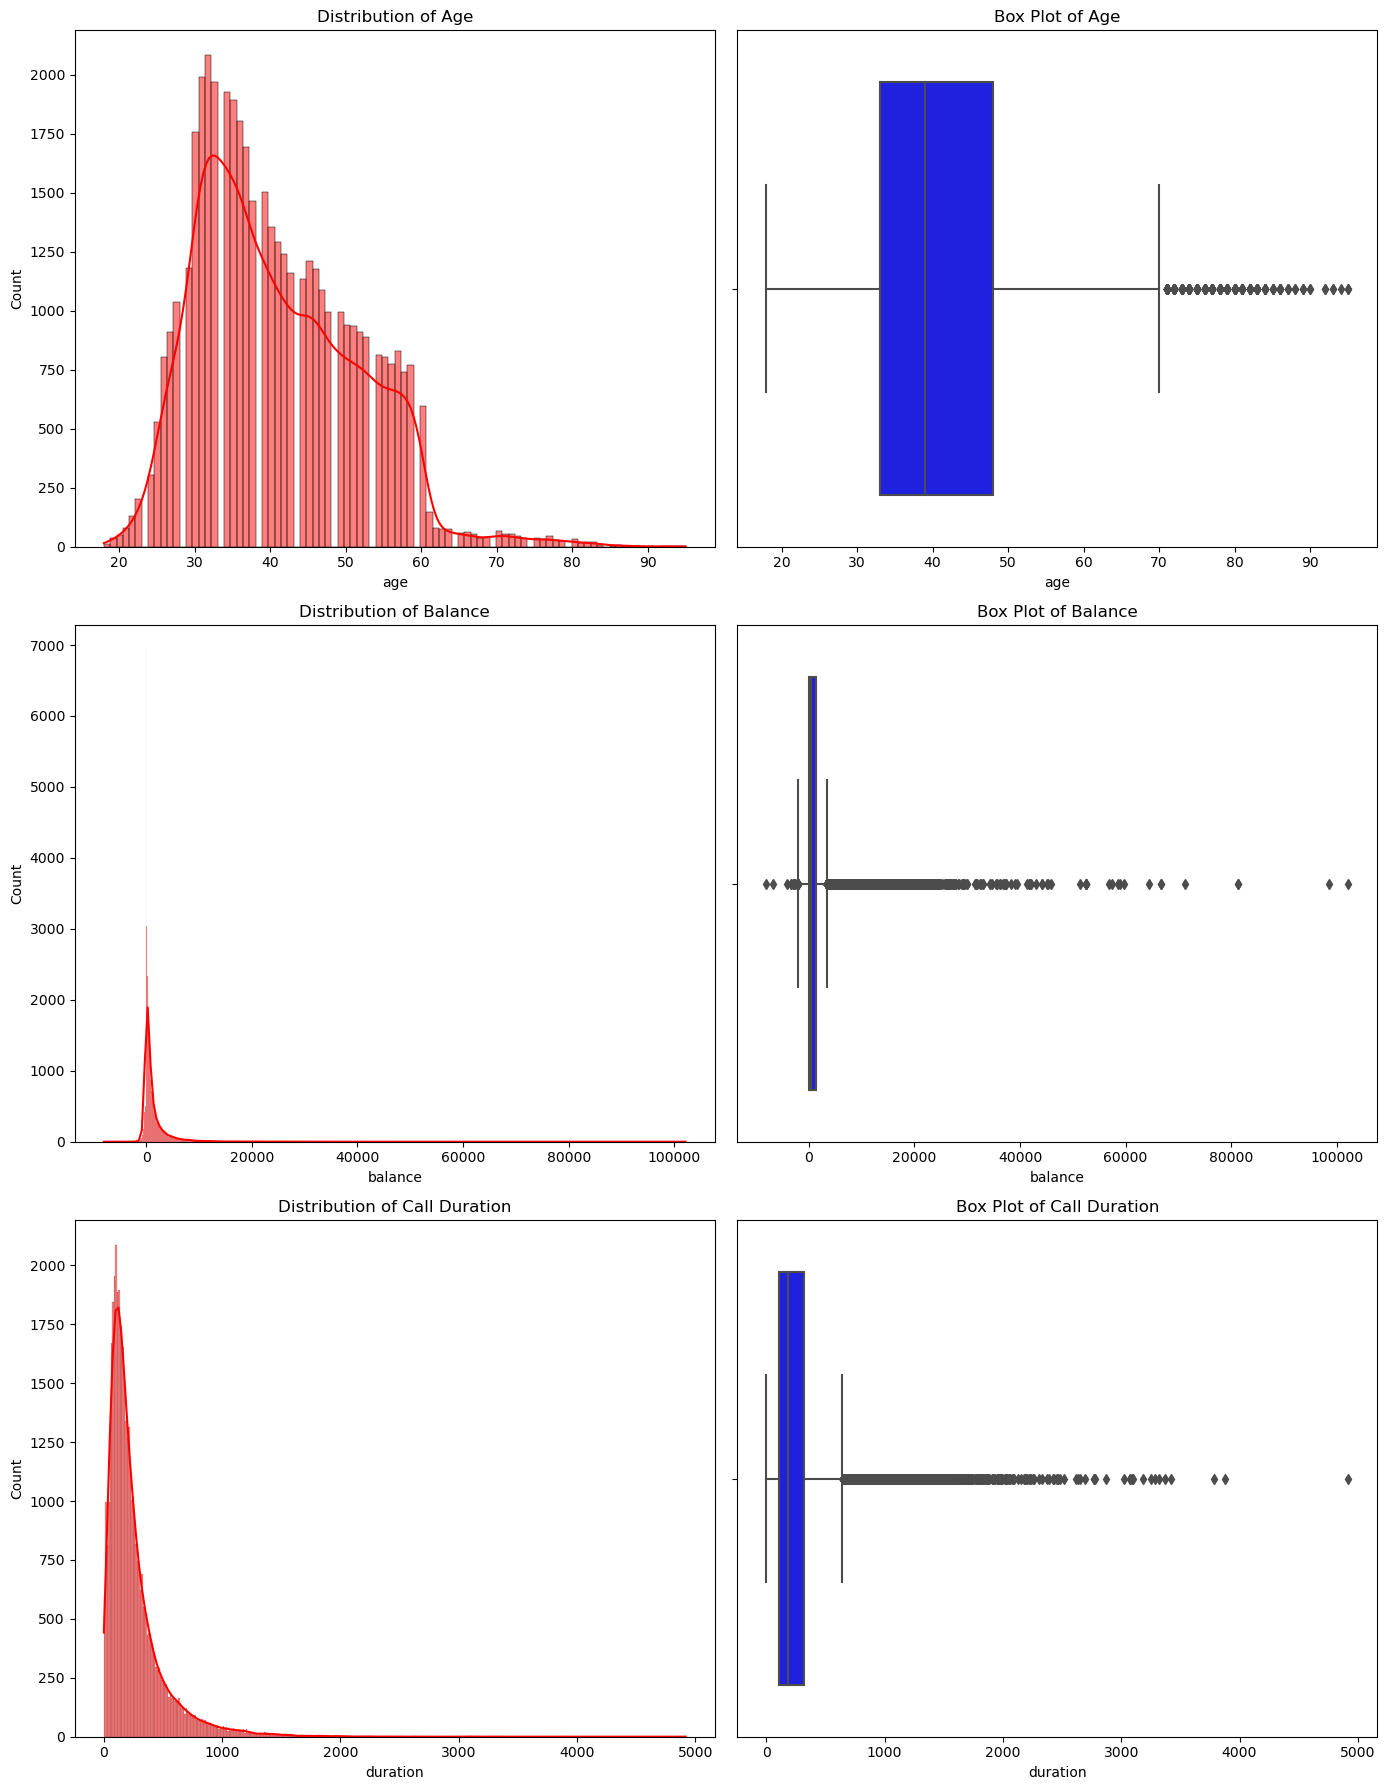 Distribution of Age
Count
2000
1750
1500
1250
1000
750
500
250
0
20 30 40 50 60 70 80 90
age
Box Plot of Age
20 30 40 50 60 70 80 90
age
Distribution of Balance
Count
7000
6000
5000
4000
3000
2000
1000
0
0 20000 40000 60000 80000 100000
balance
Box Plot of Balance
0 20000 40000 60000 80000 100000
balance
Distribution of Call Duration
Count
2000
1750
1500
1250
1000
750
500
250
0
0 1000 2000 3000 4000 5000
duration
Box Plot of Call Duration
0 1000 2000 3000 4000 5000
duration